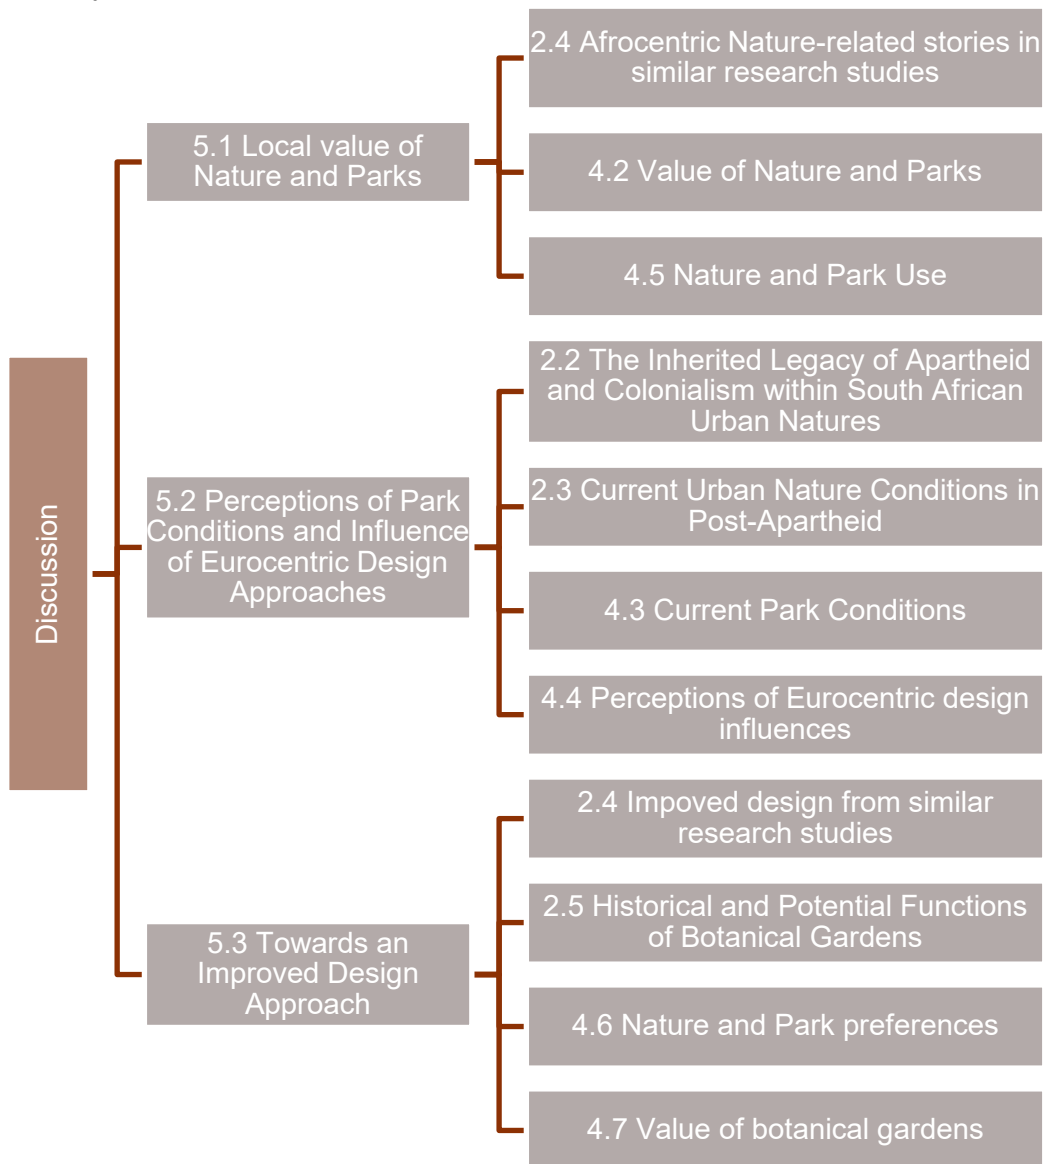 Discussion
5.1 Local value of
Nature and Parks
2.4 Afrocentric Nature-related stories in
similar research studies
4.2 Value of Nature and Parks
4.5 Nature and Park Use
5.2 Perceptions of Park
Conditions and Influence
of Eurocentric Design
Approaches
2.2 The Inherited Legacy of Apartheid
and Colonialism within South African
Urban Natures
2.3 Current Urban Nature Conditions in
Post-Apartheid
4.3 Current Park Conditions
4.4 Perceptions of Eurocentric design
influences
5.3 Towards an
Improved Design
Approach
2.4 Impoved design from similar
research studies
2.5 Historical and Potential Functions
of Botanical Gardens
4.6 Nature and Park preferences
4.7 Value of botanical gardens